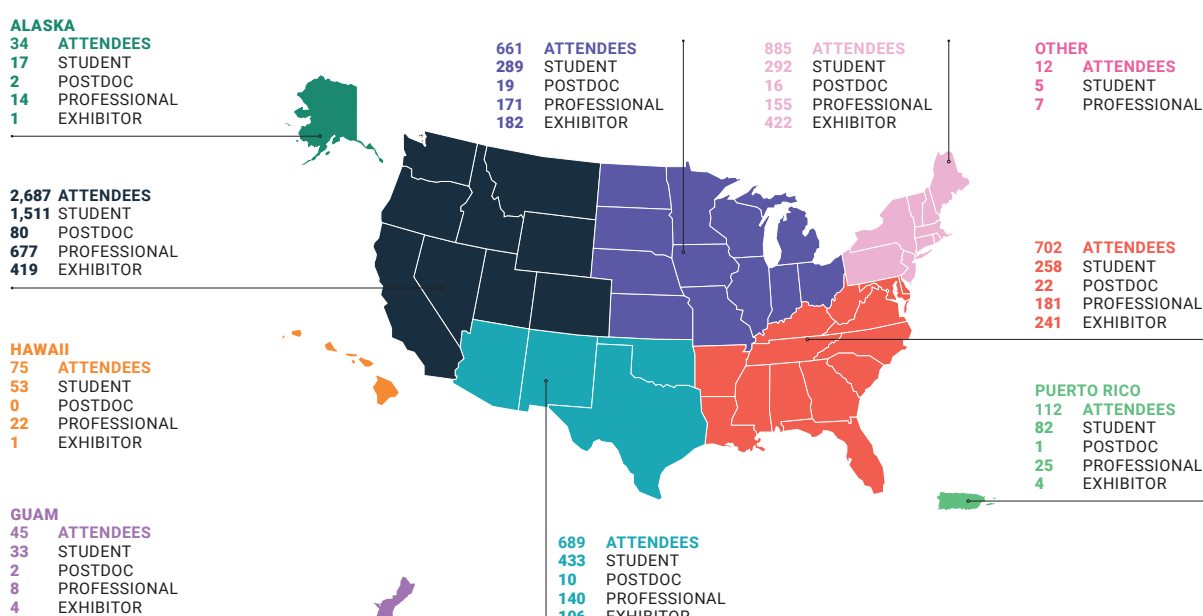 ALASKA
34 ATTENDEES
17 STUDENT
2 POSTDOC
14 PROFESSIONAL
1 EXHIBITOR
661 ATTENDEES
289 STUDENT
19 POSTDOC
171 PROFESSIONAL
182 EXHIBITOR
885 ATTENDEES
292 STUDENT
16 POSTDOC
155 PROFESSIONAL
422 EXHIBITOR
OTHER
12 ATTENDEES
5 STUDENT
7 PROFESSIONAL
2,687 ATTENDEES
1,511 STUDENT
80 POSTDOC
677 PROFESSIONAL
419 EXHIBITOR
702 ATTENDEES
258 STUDENT
22 POSTDOC
181 PROFESSIONAL
241 EXHIBITOR
HAWAII
75 ATTENDEES
53 STUDENT
0 POSTDOC
22 PROFESSIONAL
1 EXHIBITOR
PUERTO RICO
112 ATTENDEES
82 STUDENT
1 POSTDOC
25 PROFESSIONAL
4 EXHIBITOR
GUAM
45 ATTENDEES
33 STUDENT
2 POSTDOC
8 PROFESSIONAL
4 EXHIBITOR
689 ATTENDEES
433 STUDENT
10 POSTDOC
140 PROFESSIONAL
106 EXHIBITOR